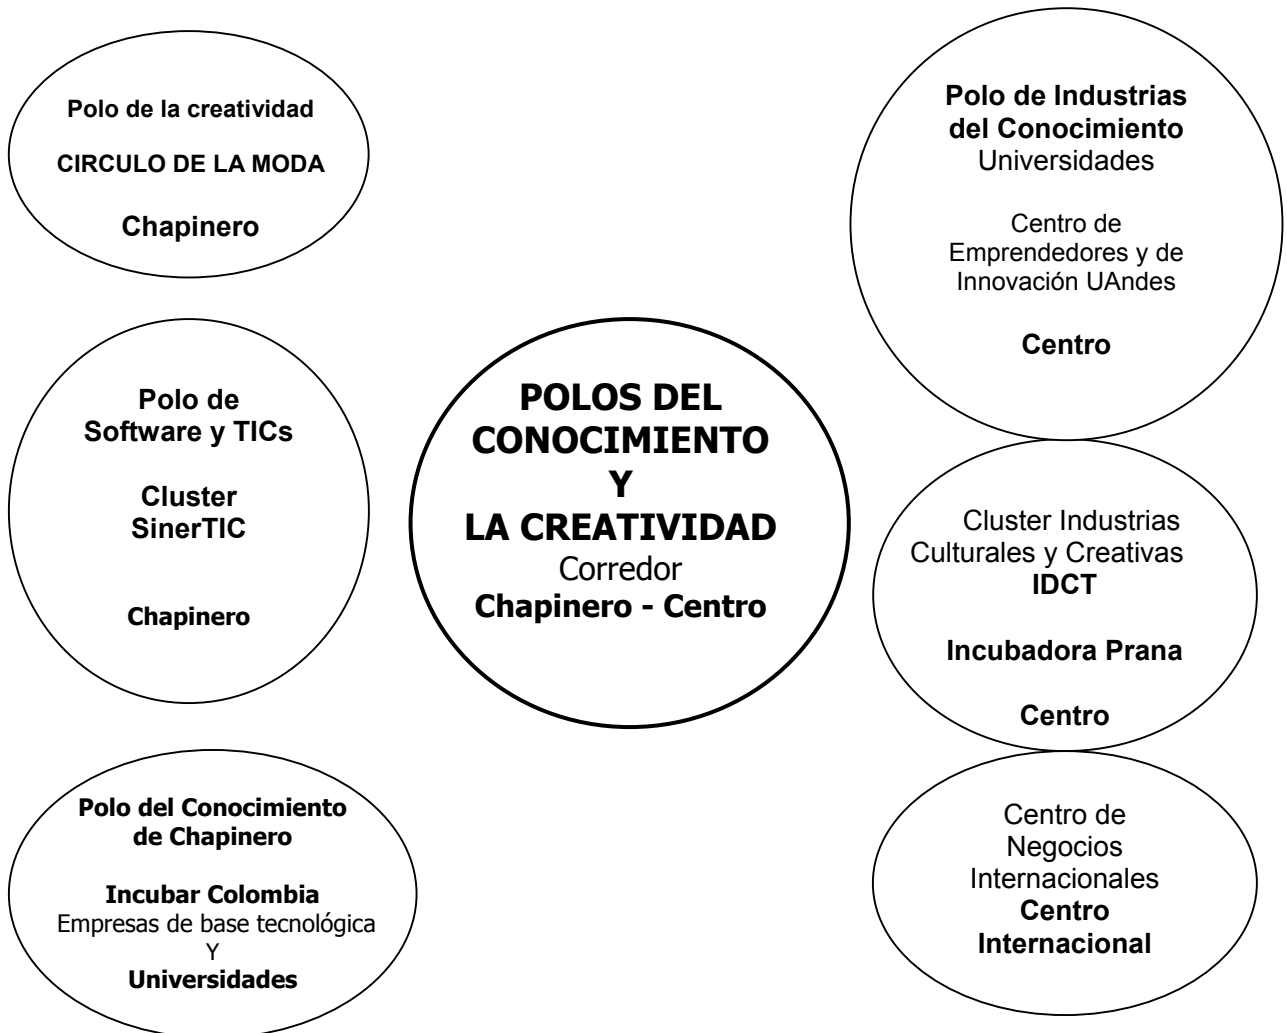 Polo de la creatividad
CIRCULO DE LA MODA
Chapinero
Polo de
Software y TICs
Cluster
SinerTIC
Chapinero
Polo del Conocimiento
de Chapinero
Incubar Colombia
Empresas de base tecnológica
Y
Universidades
POLOS DEL
CONOCIMIENTO
Y
LA CREATIVIDAD
Corredor
Chapinero - Centro
Polo de Industrias
del Conocimiento
Universidades
Centro de
Emprendedores y de
Innovación UAndes
Centro
Cluster Industrias
Culturales y Creativas
IDCT
Incubadora Prana
Centro
Centro de
Negocios
Internacionales
Centro
Internacional